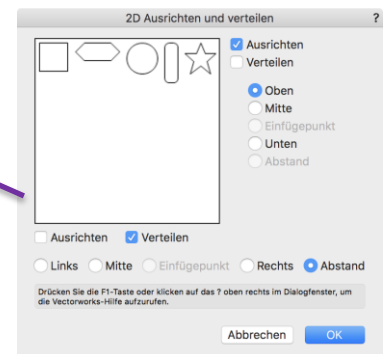 2D Ausrichten und verteilen ?
Ausrichten
Verteilen
Oben
Mitte
Einfügepunkt
Unten
Abstand
Ausrichten Verteilen
Links Mitte Einfügepunkt Rechts Abstand
Drücken Sie die F1-Taste oder klicken auf das ? oben rechts im Dialogfenster, um
die Vectorworks-Hilfe aufzurufen.
Abbrechen OK